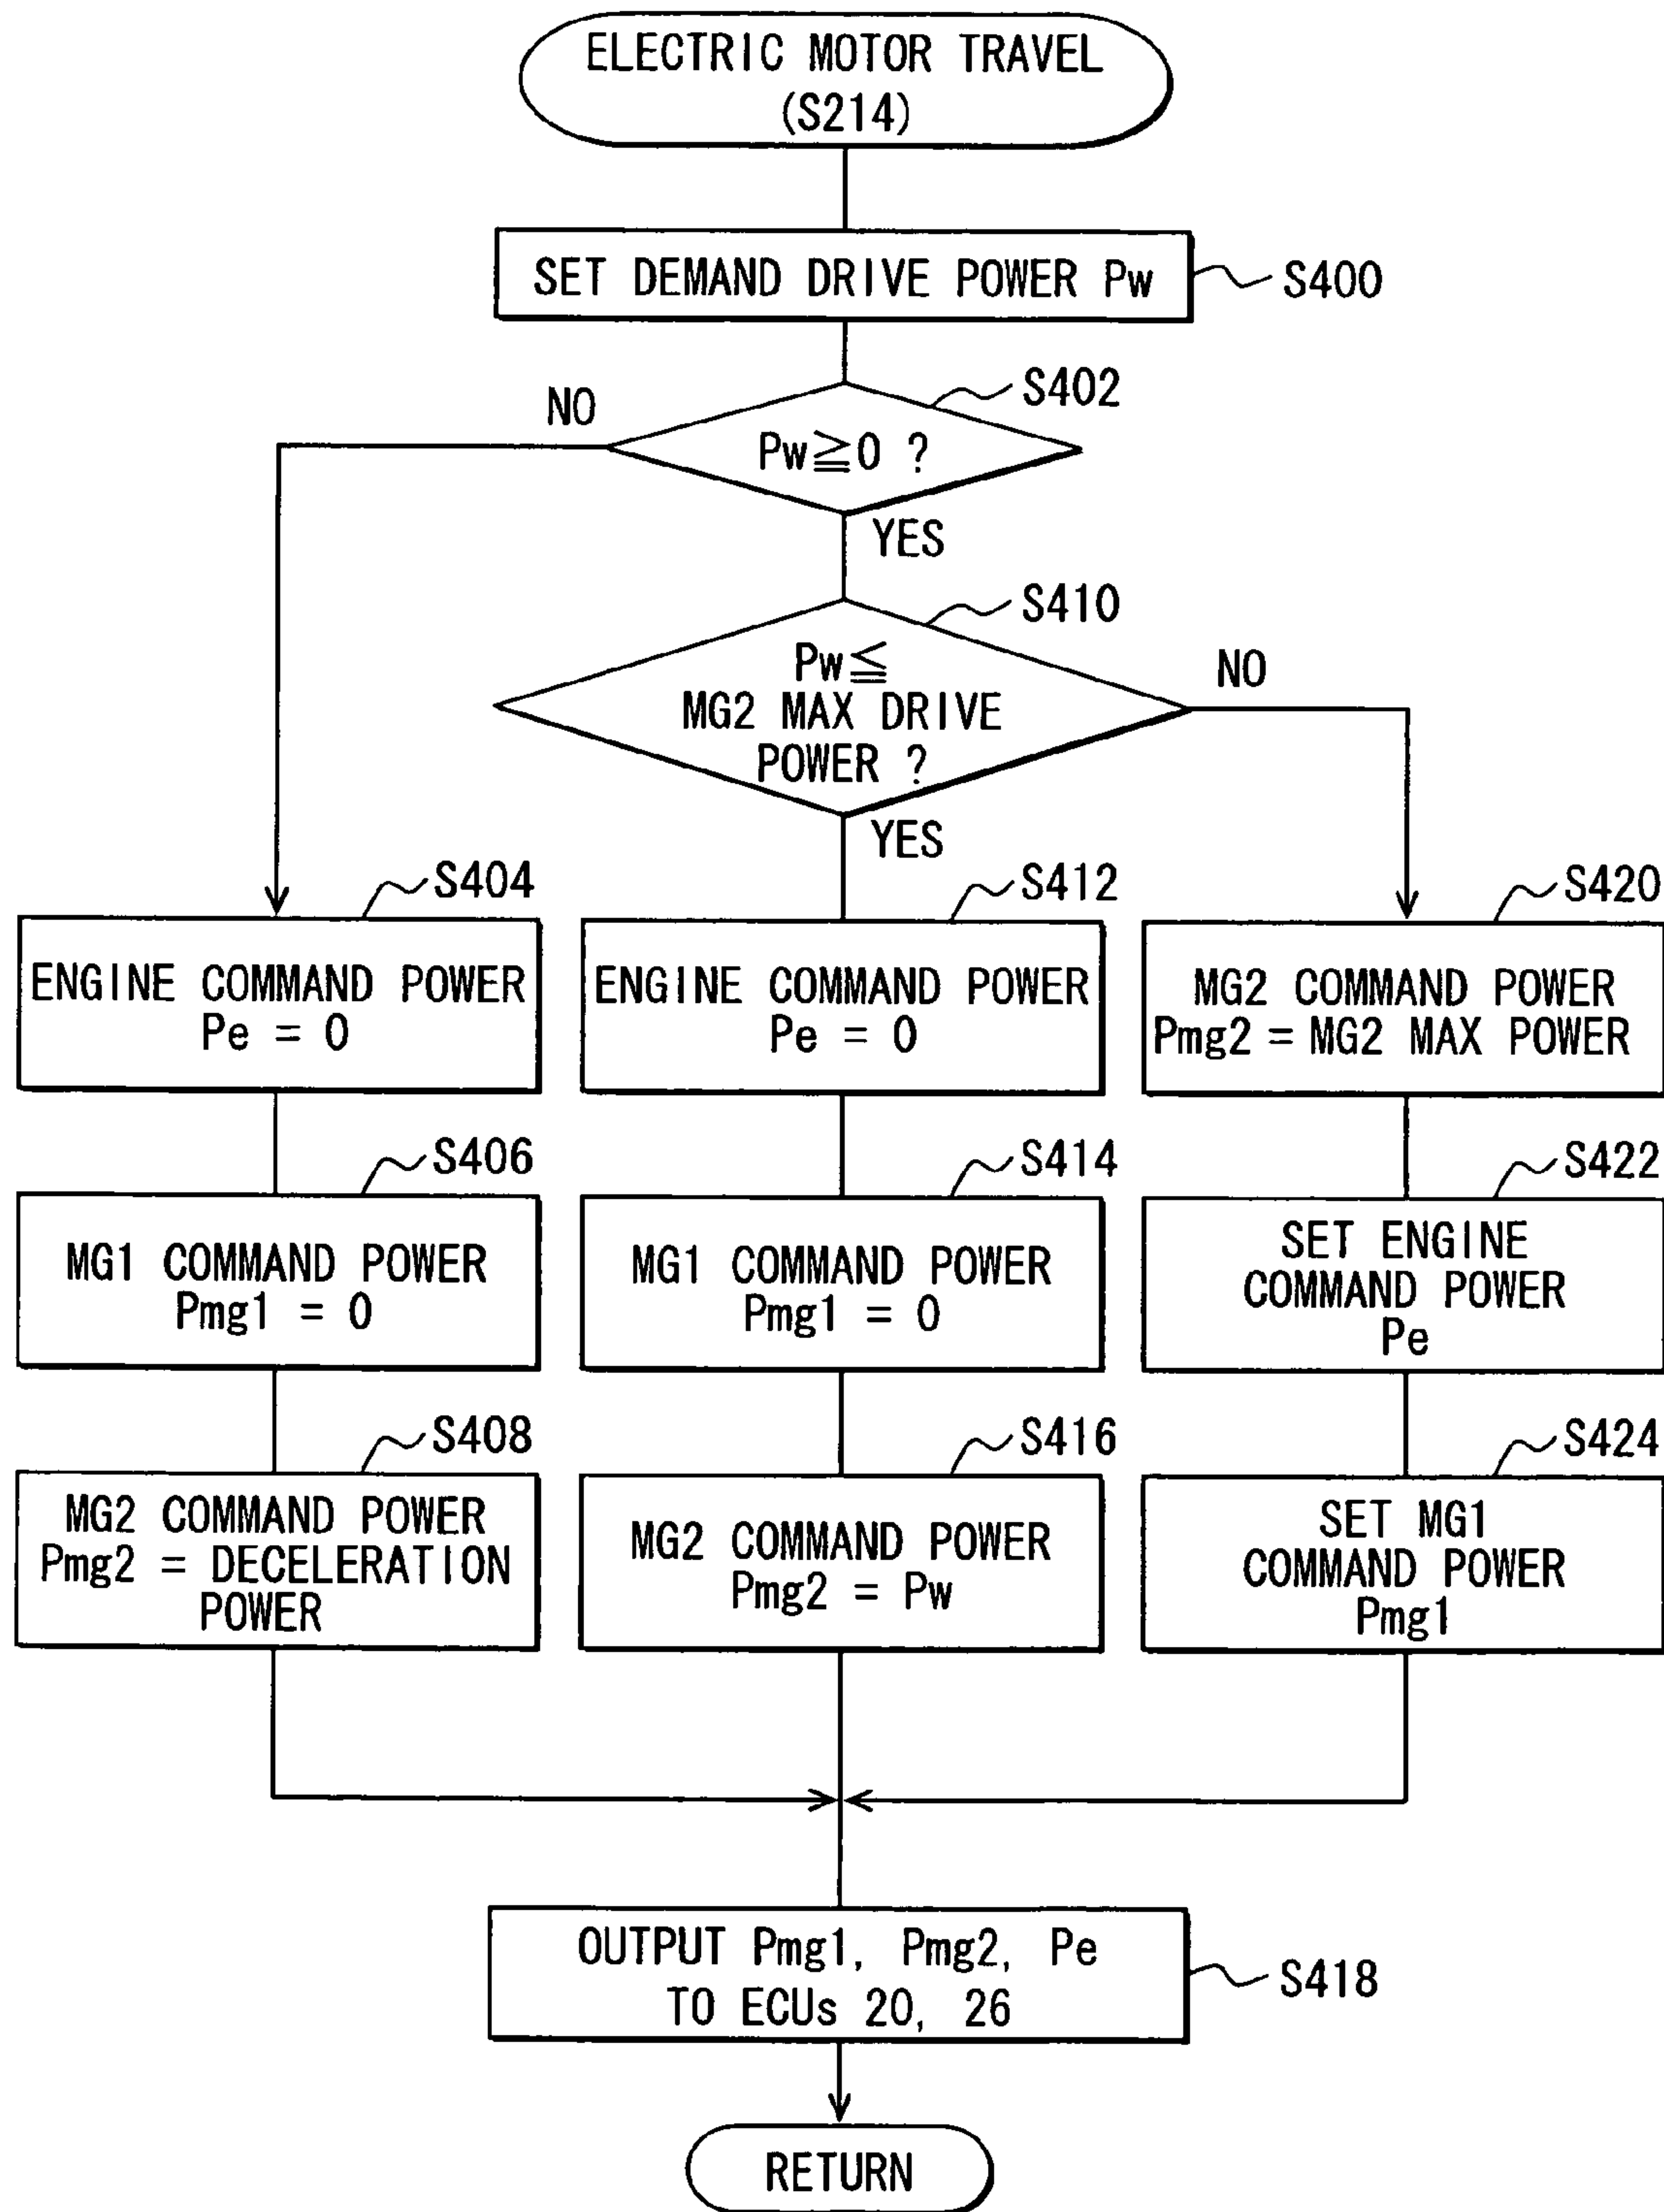 ELECTRIC MOTOR TRAVEL
(S214)
SET DEMAND DRIVE POWER Pw
S400
S402
NO
Pw≧0 ?
YES
S410
Pw≦
MG2 MAX DRIVE
POWER ?
NO
YES
S404
ENGINE COMMAND POWER
Pe = 0
S406
MG1 COMMAND POWER
Pmg1 = 0
S408
MG2 COMMAND POWER
Pmg2 = DECELERATION
POWER
S412
ENGINE COMMAND POWER
Pe = 0
S414
MG1 COMMAND POWER
Pmg1 = 0
S416
MG2 COMMAND POWER
Pmg2 = Pw
S420
MG2 COMMAND POWER
Pmg2 = MG2 MAX POWER
S422
SET ENGINE
COMMAND POWER
Pe
S424
SET MG1
COMMAND POWER
Pmg1
OUTPUT Pmg1, Pmg2, Pe
TO ECUs 20, 26
S418
RETURN